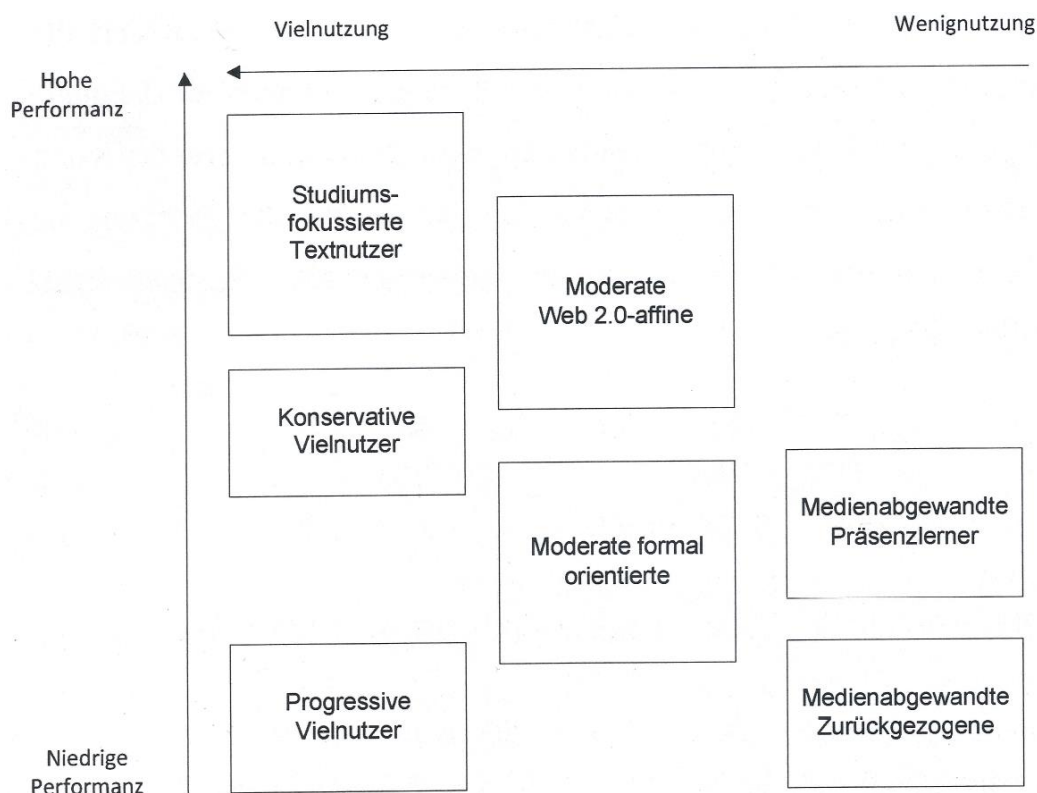 Vielnutzung
Wenignutzung
Hohe
Performanz
Studiums-
fokussierte
Textnutzer
Moderate
Web 2.0-affine
Konservative
Vielnutzer
Medienabgewandte
Präsenzlerner
Moderate formal
orientierte
Progressive
Vielnutzer
Medienabgewandte
Zurückgezogene
Niedrige
Performanz